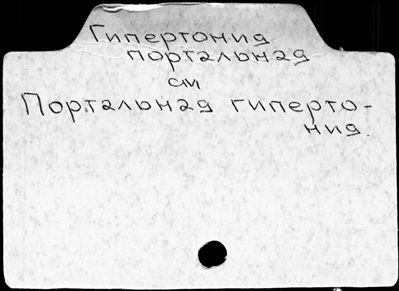 Гипертония
портальная
см
Портальная гиперто-
ния.